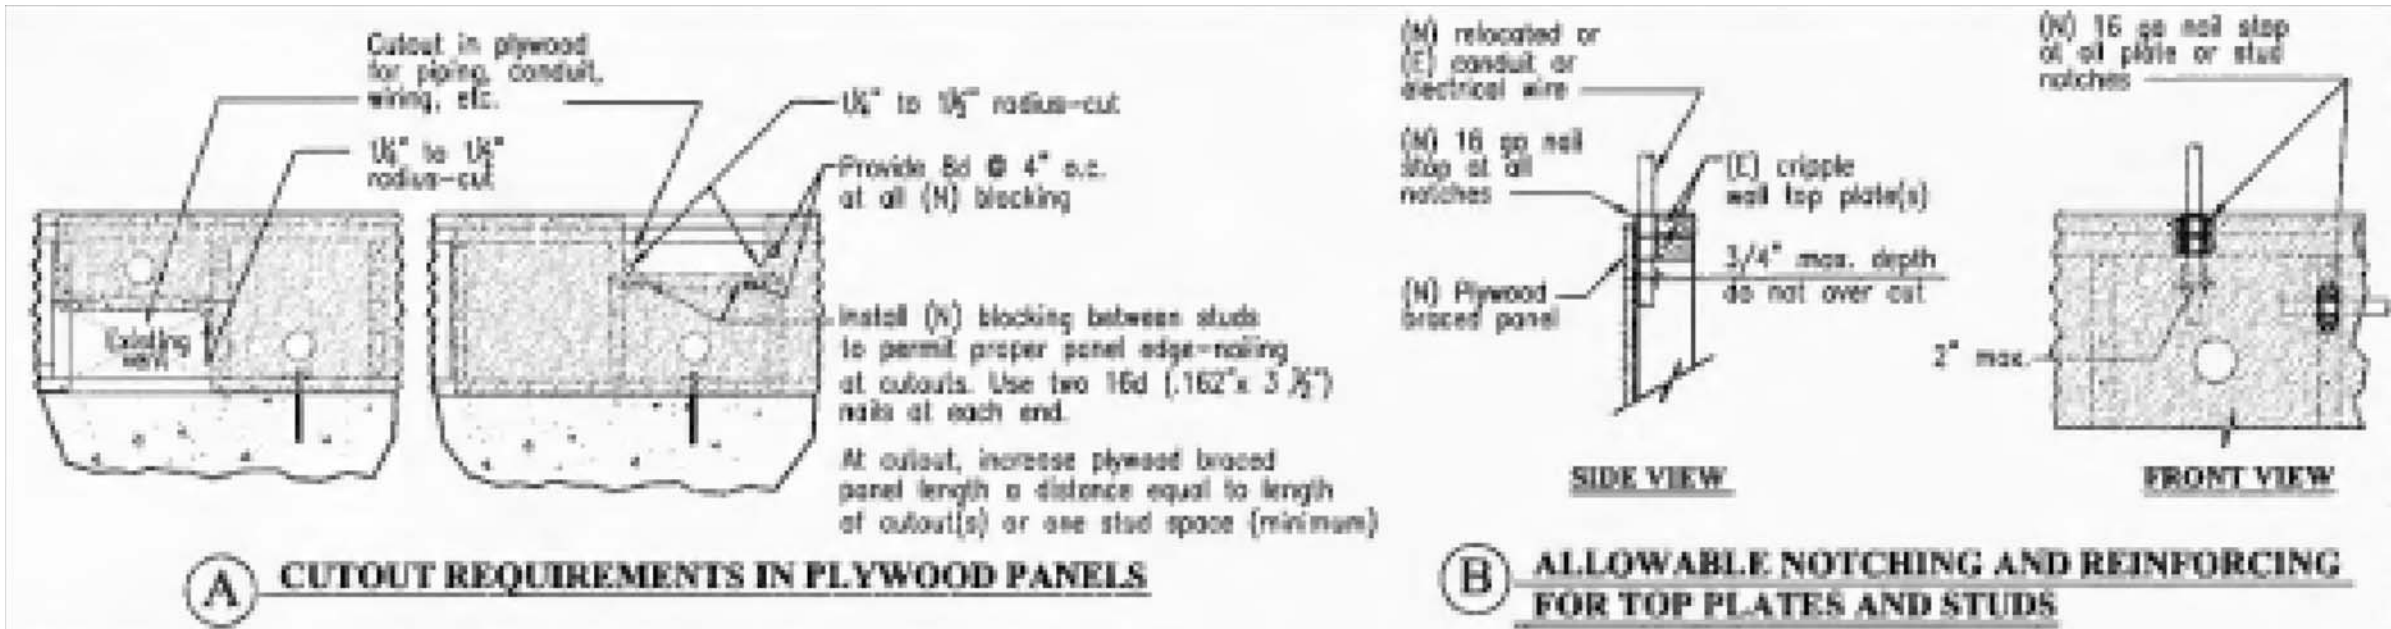 Cutout in plywood
for piping, conduit,
wiring, etc.
1¼" to 1½"
radius-cut
1¼" to 1½" radius-cut
Provide 8d @ 4" o.c.
at all (N) blocking
Existing
vent
Install (N) blocking between studs
to permit proper panel edge-nailing
at cutouts. Use two 16d (.162"x 3 ½")
nails at each end.
At cutout, increase plywood braced
panel length a distance equal to length
of cutout(s) or one stud space (minimum)
A CUTOUT REQUIREMENTS IN PLYWOOD PANELS
(N) relocated or
(E) conduit or
electrical wire
(N) 16 ga nail
stop at all
notches
(E) cripple
wall top plate(s)
3/4" max. depth
do not over cut
(N) Plywood
braced panel
SIDE VIEW
(N) 16 ga nail stop
at all plate or stud
notches
2" max.
FRONT VIEW
B ALLOWABLE NOTCHING AND REINFORCING
FOR TOP PLATES AND STUDS